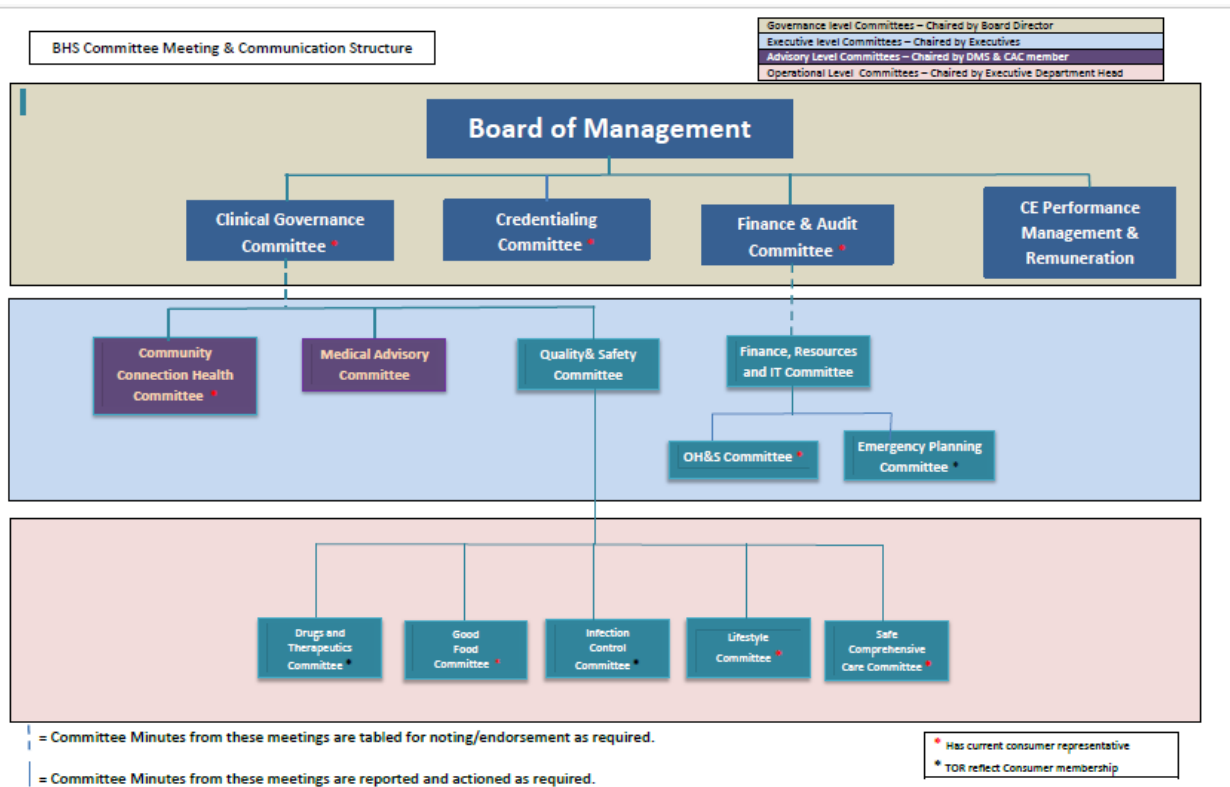 BHS Committee Meeting & Communication Structure
Governance level Committees – Chaired by Board Director
Executive level Committees – Chaired by Executives
Advisory Level Committees – Chaired by DMS & CAC member
Operational Level  Committees – Chaired by Executive Department Head
Board of Management
Clinical Governance
Committee *
Credentialing
Committee *
Finance & Audit
Committee *
CE Performance
Management &
Remuneration
Community
Connection Health
Committee *
Medical Advisory
Committee
Quality& Safety
Committee
Finance, Resources
and IT Committee
OH&S Committee *
Emergency Planning
Committee *
Drugs and
Therapeutics
Committee *
Good
Food
Committee *
Infection
Control
Committee *
Lifestyle
Committee *
Safe
Comprehensive
Care Committee *
= Committee Minutes from these meetings are tabled for noting/endorsement as required.
= Committee Minutes from these meetings are reported and actioned as required.
* Has current consumer representative
* TOR reflect Consumer membership